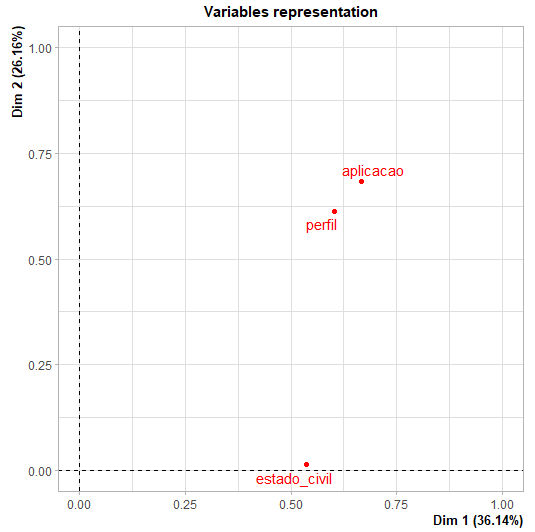 Variables representation
Dim 2 (26.16%)
1.00
0.75
0.50
0.25
0.00
aplicacao
perfil
estado_civil
0.00 0.25 0.50 0.75 1.00
Dim 1 (36.14%)